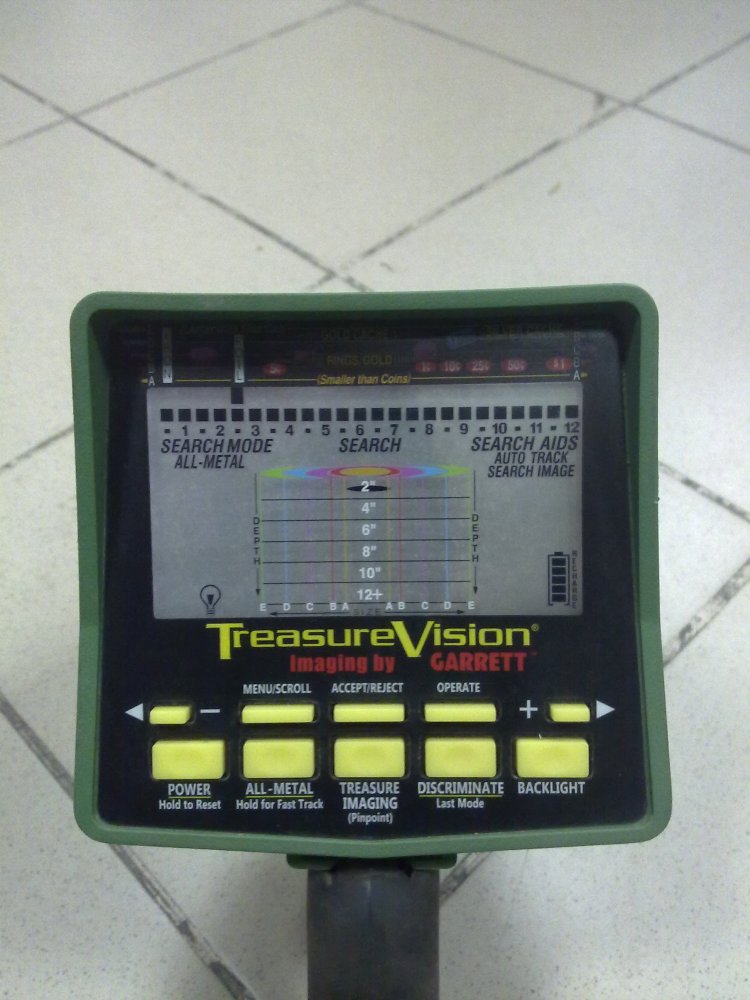 GOLD CACHE
RINGS/GOLD
5¢ 1¢ 10¢ 25¢ 50¢ $1
(Smaller than Coins)
1 2 3 4 5 6 7 8 9 10 11 12
SEARCH MODE SEARCH SEARCH AIDS
ALL-METAL AUTO TRACK
SEARCH IMAGE
2"
4"
6"
8"
10"
12+
DEPTH DEPTH
RECHARGE
E D C B A A B C D E
SIZE
TreasureVision®
Imaging by GARRETT™
MENU/SCROLL ACCEPT/REJECT OPERATE
− +
POWER ALL-METAL TREASURE DISCRIMINATE BACKLIGHT
Hold to Reset Hold for Fast Track IMAGING Last Mode
(Pinpoint)